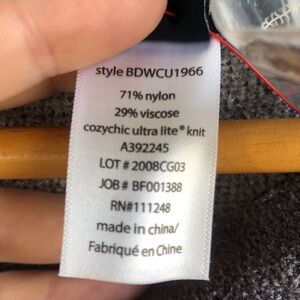 style BDWCU1966
71% nylon
29% viscose
cozychic ultra lite® knit
A392245
LOT # 2008CG03
JOB # BF001388
RN#111248
made in china/
Fabriqué en Chine